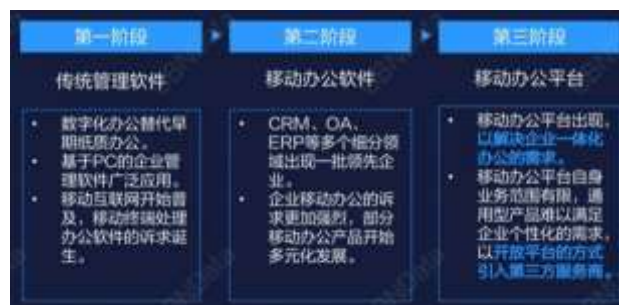 第一阶段
第二阶段
第三阶段
传统管理软件
移动办公软件
移动办公平台
• 数字化办公替代早
期纸质办公。
• 基于PC的企业管
理软件广泛应用。
• 移动互联网开始普
及，移动终端处理
办公软件的诉求诞
生。
• CRM、OA、
ERP等多个细分领
域出现一批领先企
业。
• 企业移动办公的诉
求更加强烈，部分
移动办公产品开始
多元化发展。
• 移动办公平台出现，
以解决企业一体化
办公的需求。
• 移动办公平台自身
业务范围有限，通
用型产品难以满足
企业个性化的需求，
以开放平台的方式
引入第三方服务商。